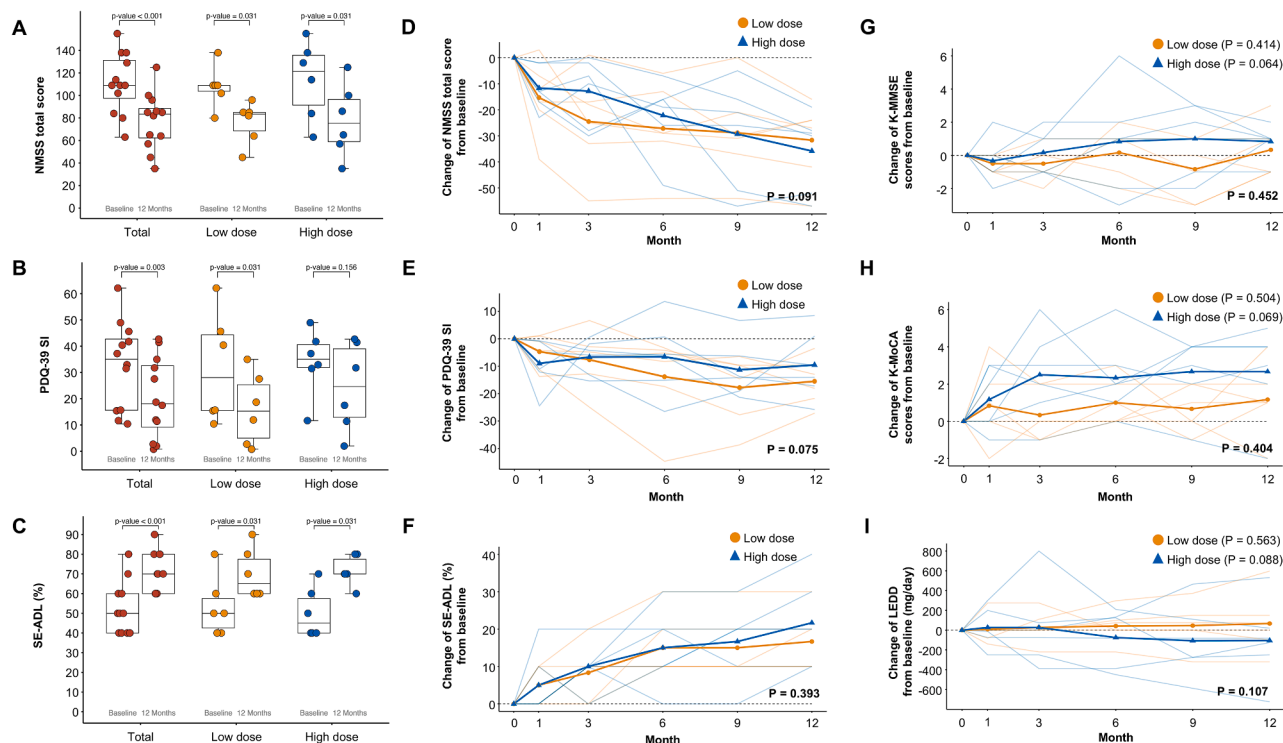 A
p-value < 0.001
p-value = 0.031
p-value = 0.031
NMSS total score
140
120
100
80
60
40
20
0
Baseline 12 Months
Baseline 12 Months
Baseline 12 Months
Total
Low dose
High dose
B
p-value = 0.003
p-value = 0.031
p-value = 0.156
PDQ-39 SI
60
50
40
30
20
10
0
Baseline 12 Months
Baseline 12 Months
Baseline 12 Months
Total
Low dose
High dose
C
p-value < 0.001
p-value = 0.031
p-value = 0.031
SE-ADL (%)
90
80
70
60
50
40
30
20
10
0
Baseline 12 Months
Baseline 12 Months
Baseline 12 Months
Total
Low dose
High dose
D
Low dose
High dose
Change of NMSS total score
from baseline
0
-10
-20
-30
-40
-50
P = 0.091
0 1 3 6 9 12
Month
E
Low dose
High dose
Change of PDQ-39 SI
from baseline
10
0
-10
-20
-30
-40
P = 0.075
0 1 3 6 9 12
Month
F
Low dose
High dose
Change of SE-ADL (%)
from baseline
40
30
20
10
0
P = 0.393
0 1 3 6 9 12
Month
G
Low dose (P = 0.414)
High dose (P = 0.064)
Change of K-MMSE
scores from baseline
6
4
2
0
-2
P = 0.452
0 1 3 6 9 12
Month
H
Low dose (P = 0.504)
High dose (P = 0.069)
Change of K-MoCA
scores from baseline
6
4
2
0
-2
P = 0.404
0 1 3 6 9 12
Month
I
Low dose (P = 0.563)
High dose (P = 0.088)
Change of LEDD
from baseline (mg/day)
800
600
400
200
0
-200
-400
-600
P = 0.107
0 1 3 6 9 12
Month